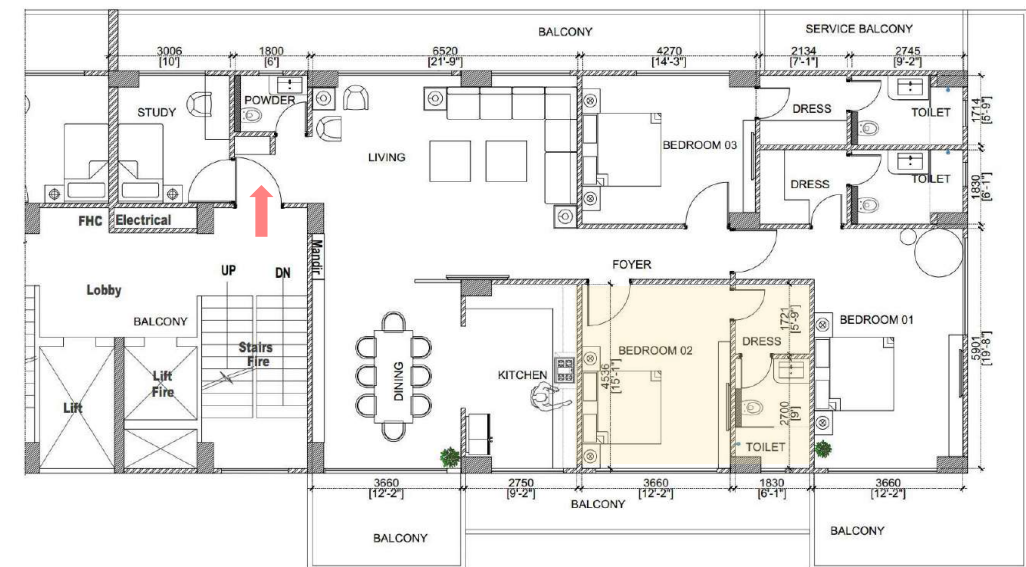 BALCONY
SERVICE BALCONY
3006
[10']
1800
[6']
6520
[21'-9"]
4270
[14'-3"]
2134
[7'-1"]
2745
[9'-2"]
STUDY
POWDER
LIVING
BEDROOM 03
DRESS
TOILET
1714
[5'-9"]
DRESS
TOILET
1830
[6'-1"]
FHC
Electrical
Mandir
UP
DN
FOYER
Lobby
BALCONY
Stairs
Fire
Lift
Lift
Fire
DINING
KITCHEN
BEDROOM 02
4536
[15'-1"]
1721
[5'-9"]
DRESS
2700
[9']
TOILET
BEDROOM 01
5901
[19'-8"]
3660
[12'-2"]
2750
[9'-2"]
3660
[12'-2"]
1830
[6'-1"]
3660
[12'-2"]
BALCONY
BALCONY
BALCONY